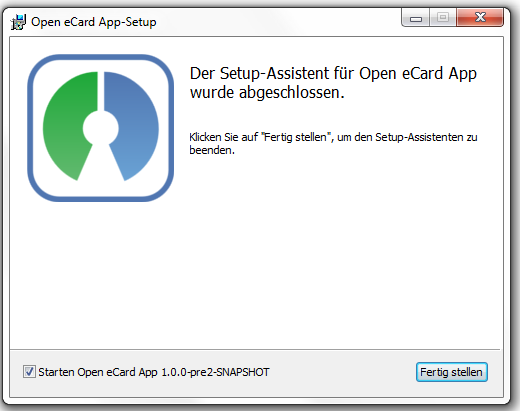 Open eCard App-Setup
Der Setup-Assistent für Open eCard App
wurde abgeschlossen.
Klicken Sie auf "Fertig stellen", um den Setup-Assistenten zu
beenden.
Starten Open eCard App 1.0.0-pre2-SNAPSHOT
Fertig stellen